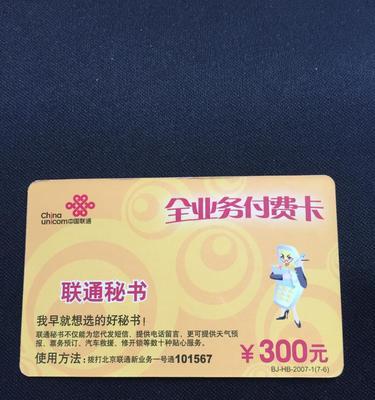 China
unicom中国联通
全业务付费卡
联通秘书
我早就想选的好秘书！
联通秘书不仅能为您代发短信、提供电话留言、更可提供天气预
报、票务预订、汽车救援、修开锁等数十种贴心服务。
使用方法：拨打北京联通新业务一号通101567
￥300元
BJ-HB-2007-1(7-6)